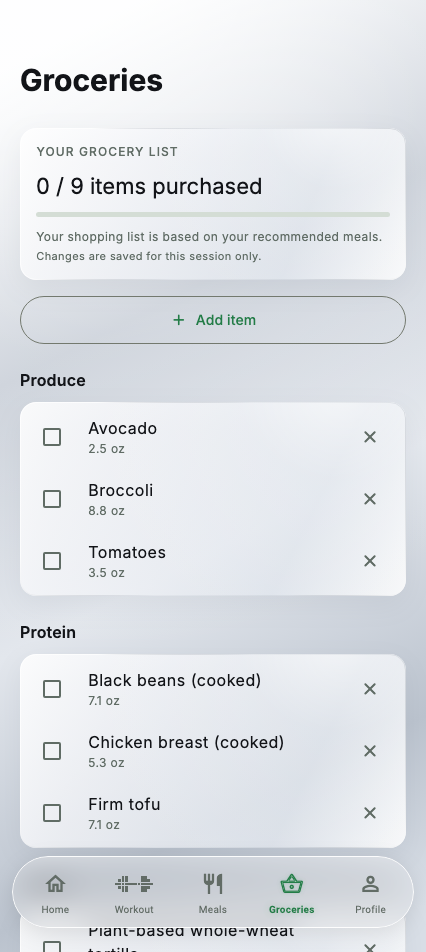 Groceries
YOUR GROCERY LIST
0 / 9 items purchased
Your shopping list is based on your recommended meals.
Changes are saved for this session only.
+ Add item
Produce
Avocado
2.5 oz
Broccoli
8.8 oz
Tomatoes
3.5 oz
Protein
Black beans (cooked)
7.1 oz
Chicken breast (cooked)
5.3 oz
Firm tofu
7.1 oz
Home
Workout
Meals
Groceries
Profile
Plant-based whole-wheat
tortilla